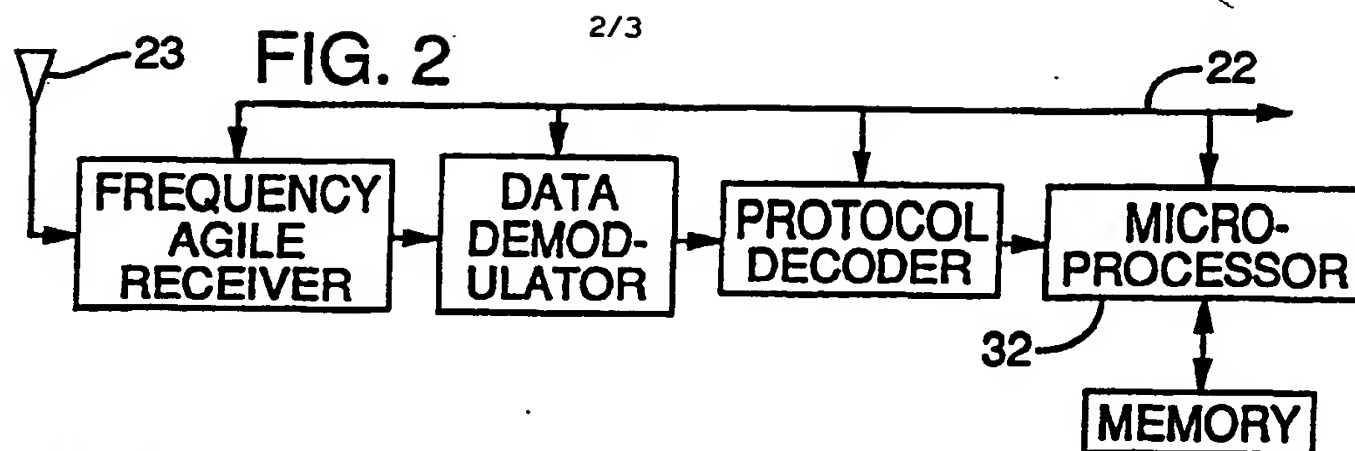 2/3
23
FIG. 2
22
FREQUENCY
AGILE
RECEIVER
DATA
DEMOD-
ULATOR
PROTOCOL
DECODER
MICRO-
PROCESSOR
32
MEMORY